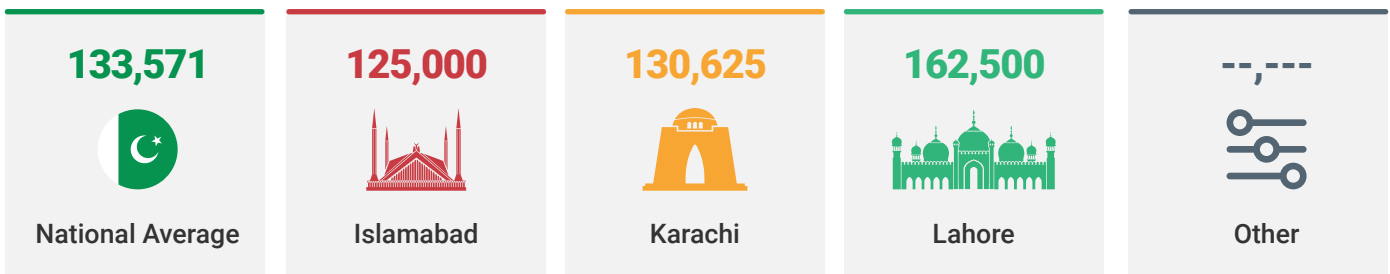 133,571
National Average
125,000
Islamabad
130,625
Karachi
162,500
Lahore
--,---
Other